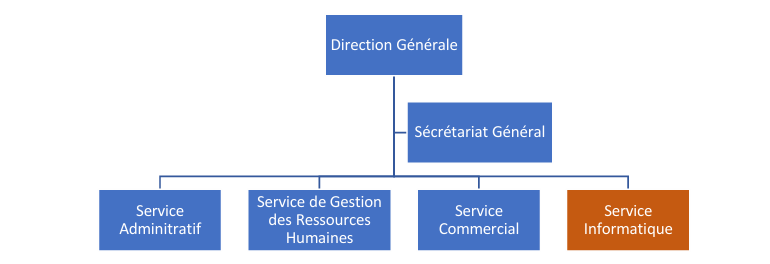 Direction Générale
Sécrétariat Général
Service
Adminitratif
Service de Gestion
des Ressources
Humaines
Service
Commercial
Service
Informatique